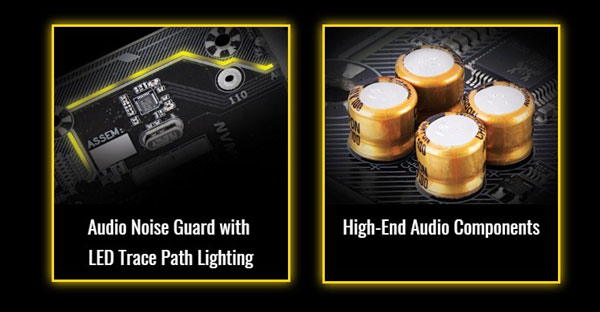 ASSEM:
110
Audio Noise Guard with
LED Trace Path Lighting
High-End Audio Components